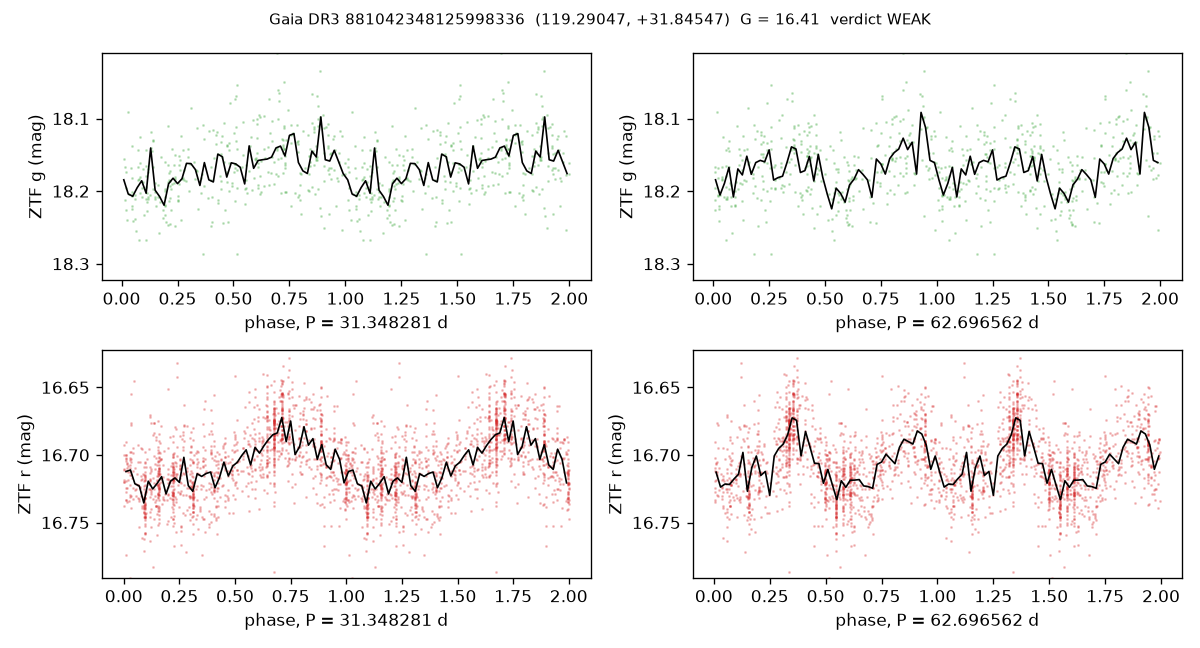 Gaia DR3 881042348125998336  (119.29047, +31.84547)  G = 16.41  verdict WEAK
ZTF g (mag)
18.1
18.2
18.3
0.00 0.25 0.50 0.75 1.00 1.25 1.50 1.75 2.00
phase, P = 31.348281 d
ZTF g (mag)
18.1
18.2
18.3
0.00 0.25 0.50 0.75 1.00 1.25 1.50 1.75 2.00
phase, P = 62.696562 d
ZTF r (mag)
16.65
16.70
16.75
0.00 0.25 0.50 0.75 1.00 1.25 1.50 1.75 2.00
phase, P = 31.348281 d
ZTF r (mag)
16.65
16.70
16.75
0.00 0.25 0.50 0.75 1.00 1.25 1.50 1.75 2.00
phase, P = 62.696562 d